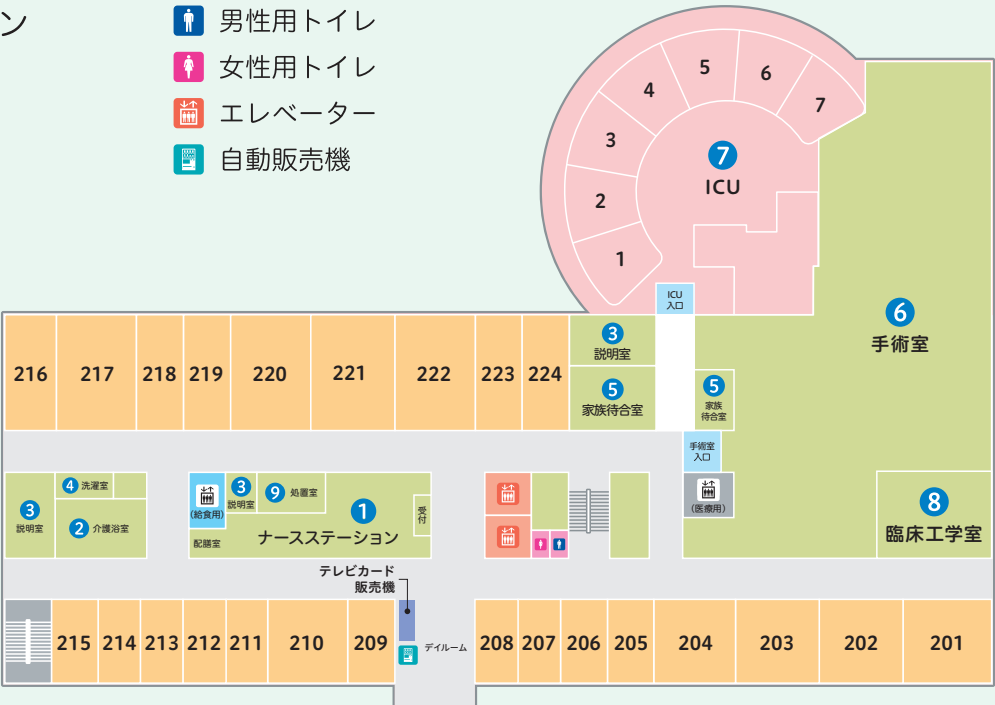 ン
男性用トイレ
女性用トイレ
エレベーター
自動販売機
1
2
3
4
5
6
7
7
ICU
ICU
入口
6
手術室
216
217
218
219
220
221
222
223
224
3
説明室
5
家族待合室
5
家族
待合室
手術室
入口
3
説明室
4 洗濯室
2 介護浴室
(給食用)
配膳室
3
説明室
9 処置室
1
ナースステーション
受付
(医療用)
8
臨床工学室
テレビカード
販売機
デイルーム
215
214
213
212
211
210
209
208
207
206
205
204
203
202
201